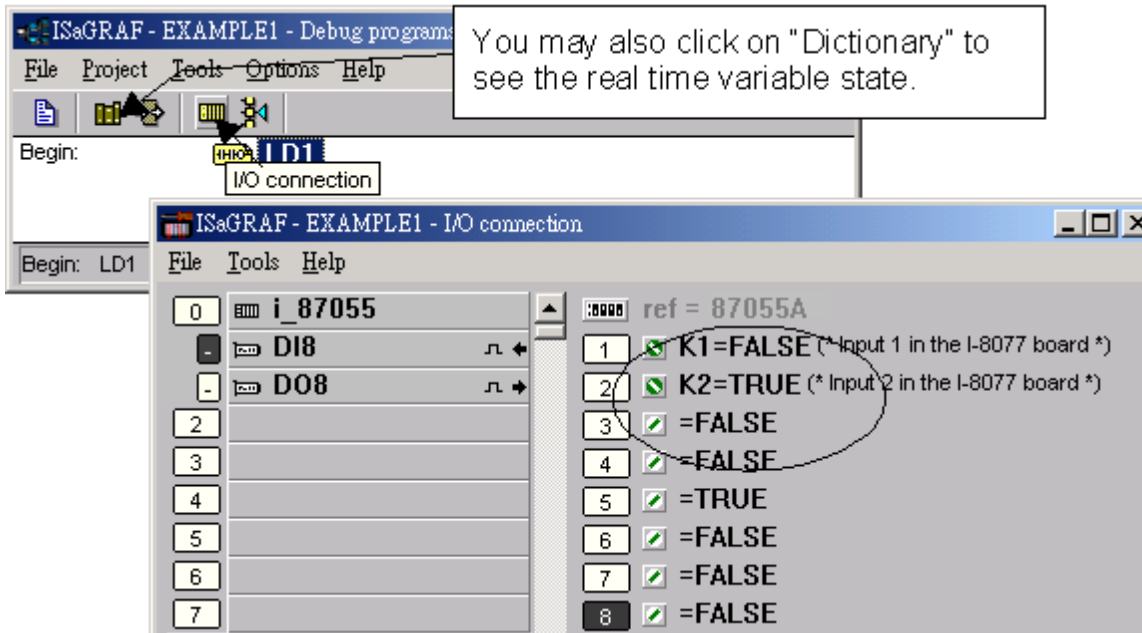 ISaGRAF - EXAMPLE1 - Debug programs
You may also click on "Dictionary" to
see the real time variable state.
File Project Tools Options Help
Begin: LD1
I/O connection
Begin: LD1
ISaGRAF - EXAMPLE1 - I/O connection
File Tools Help
0 i_87055
- DI8
- DO8
2
3
4
5
6
7
ref = 87055A
1 K1=FALSE (* Input 1 in the I-8077 board *)
2 K2=TRUE (* Input 2 in the I-8077 board *)
3 =FALSE
4 =FALSE
5 =TRUE
6 =FALSE
7 =FALSE
8 =FALSE